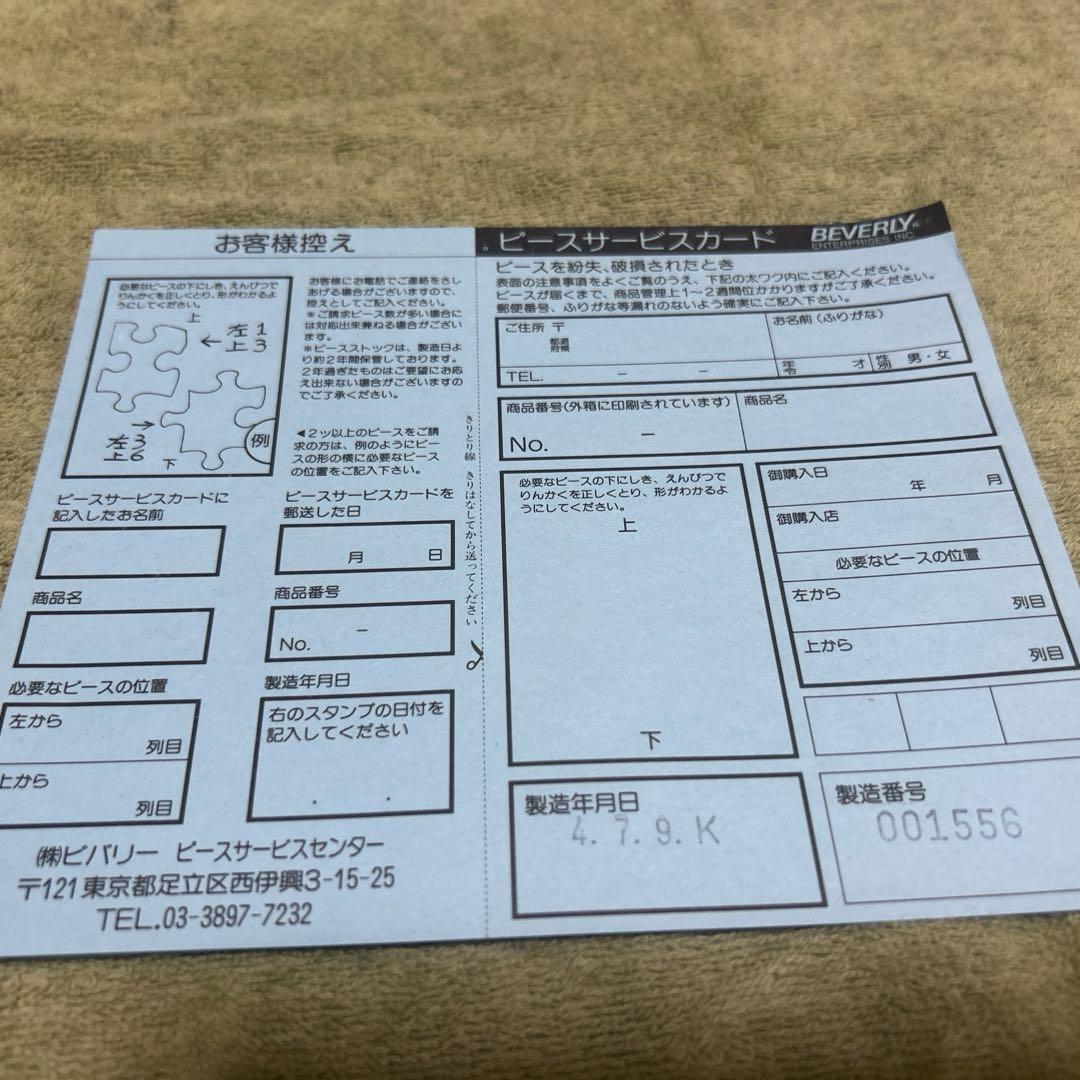 お客様控え
必要なピースの下にしき、えんぴつで
りんかくを正しくとり、形がわかるよ
うにしてください。
上
←左1
上3
→
左3
上6
下
例
お客様にお電話でご連絡をさし
あげる場合がございますので、
控えとしてご記入ください。
※ご請求ピース数が多い場合に
は対応出来兼ねる場合がござい
ます。
※ピースストックは、製造日よ
り約2年間保管しております。
2年過ぎたものはご要望にお応
え出来ない場合がございますの
でご了承ください。
◀2ッ以上のピースをご請
求の方は、例のようにピー
スの形の横に必要なピース
の位置をご記入下さい。
ピースサービスカードに
記入したお名前
ピースサービスカードを
郵送した日
月 日
商品名
商品番号
No. －
必要なピースの位置
左から
列目
上から
列目
製造年月日
右のスタンプの日付を
記入してください
. .
㈱ビバリー ピースサービスセンター
〒121東京都足立区西伊興3-15-25
TEL.03-3897-7232
きりとり線 きりはなしてから送ってください
ピースサービスカード
BEVERLY
ENTERPRISES INC.
ピースを紛失、破損されたとき
表面の注意事項をよくご覧のうえ、下記の太ワク内にご記入ください。
ピースが届くまで、商品管理上1～2週間位かかりますがご了承ください。
郵便番号、ふりがな等漏れのないよう確実にご記入下さい。
ご住所 〒
都道
府県
お名前(ふりがな)
TEL. － －
年令 才 性別 男・女
商品番号(外箱に印刷されています)
No. －
商品名
必要なピースの下にしき、えんぴつで
りんかくを正しくとり、形がわかるよ
うにしてください。
上
下
御購入日
年 月
御購入店
必要なピースの位置
左から
列目
上から
列目
製造年月日
4.7.9.K
製造番号
001556